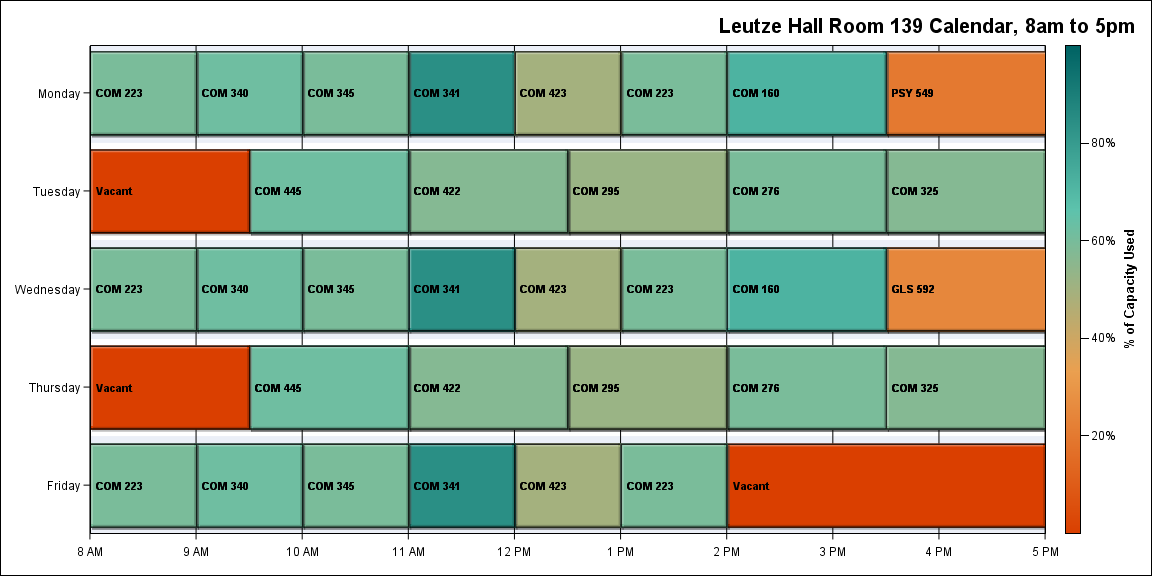 Leutze Hall Room 139 Calendar, 8am to 5pm
Monday
COM 223
COM 340
COM 345
COM 341
COM 423
COM 223
COM 160
PSY 549
Tuesday
Vacant
COM 445
COM 422
COM 295
COM 276
COM 325
Wednesday
COM 223
COM 340
COM 345
COM 341
COM 423
COM 223
COM 160
GLS 592
Thursday
Vacant
COM 445
COM 422
COM 295
COM 276
COM 325
Friday
COM 223
COM 340
COM 345
COM 341
COM 423
COM 223
Vacant
8 AM
9 AM
10 AM
11 AM
12 PM
1 PM
2 PM
3 PM
4 PM
5 PM
80%
60%
40%
20%
% of Capacity Used